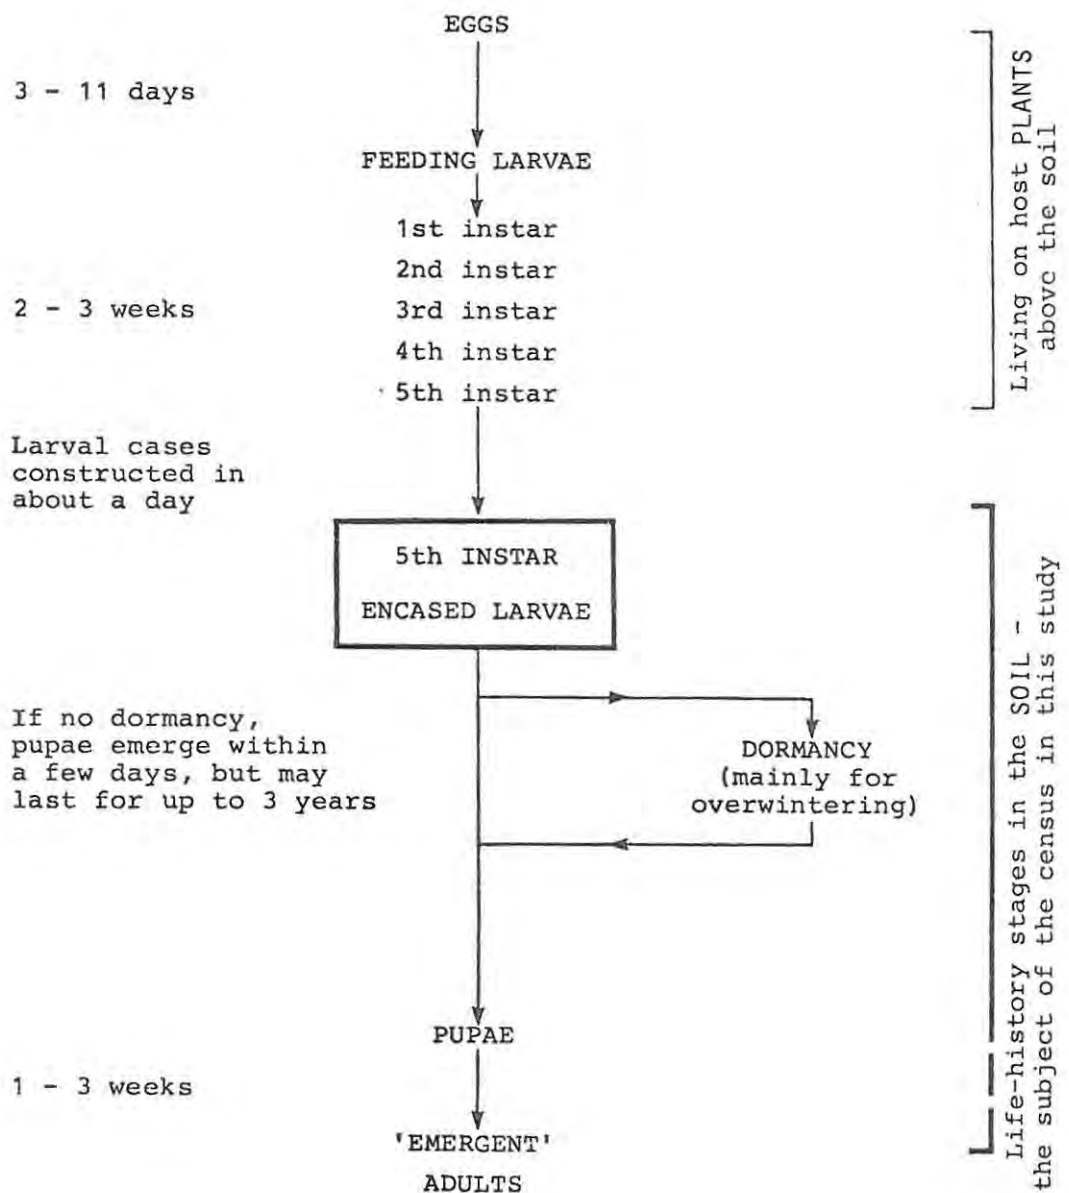 EGGS
3 - 11 days
FEEDING LARVAE
1st instar
2nd instar
2 - 3 weeks
3rd instar
4th instar
5th instar
Living on host PLANTS
above the soil
Larval cases
constructed in
about a day
5th INSTAR
ENCASED LARVAE
If no dormancy,
pupae emerge within
a few days, but may
last for up to 3 years
DORMANCY
(mainly for
overwintering)
PUPAE
1 - 3 weeks
'EMERGENT'
ADULTS
Life-history stages in the SOIL -
the subject of the census in this study